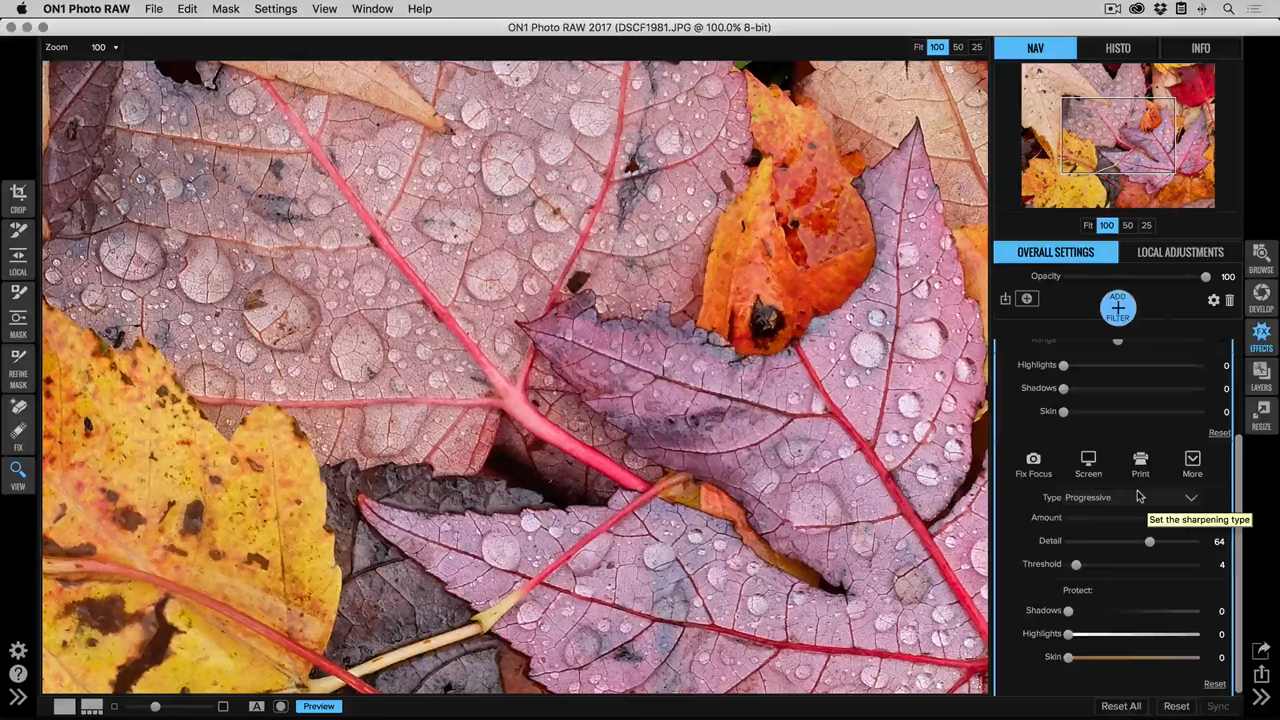 ON1 Photo RAW File Edit Mask Settings View Window Help
ON1 Photo RAW 2017 (DSCF1981.JPG @ 100.0% 8-bit)
Zoom 100 Fit 100 50 25
NAV HISTO INFO
Fit 100 50 25
OVERALL SETTINGS LOCAL ADJUSTMENTS
Opacity 100
ADD
FILTER
Range
Highlights 0
Shadows 0
Skin 0
Reset
Fix Focus Screen Print More
Type Progressive
Set the sharpening type
Amount
Detail 64
Threshold 4
Protect:
Shadows 0
Highlights 0
Skin 0
Reset
CROP
LOCAL
MASK
REFINE
MASK
FIX
VIEW
BROWSE
DEVELOP
EFFECTS
LAYERS
RESIZE
A Preview
Reset All Reset Sync